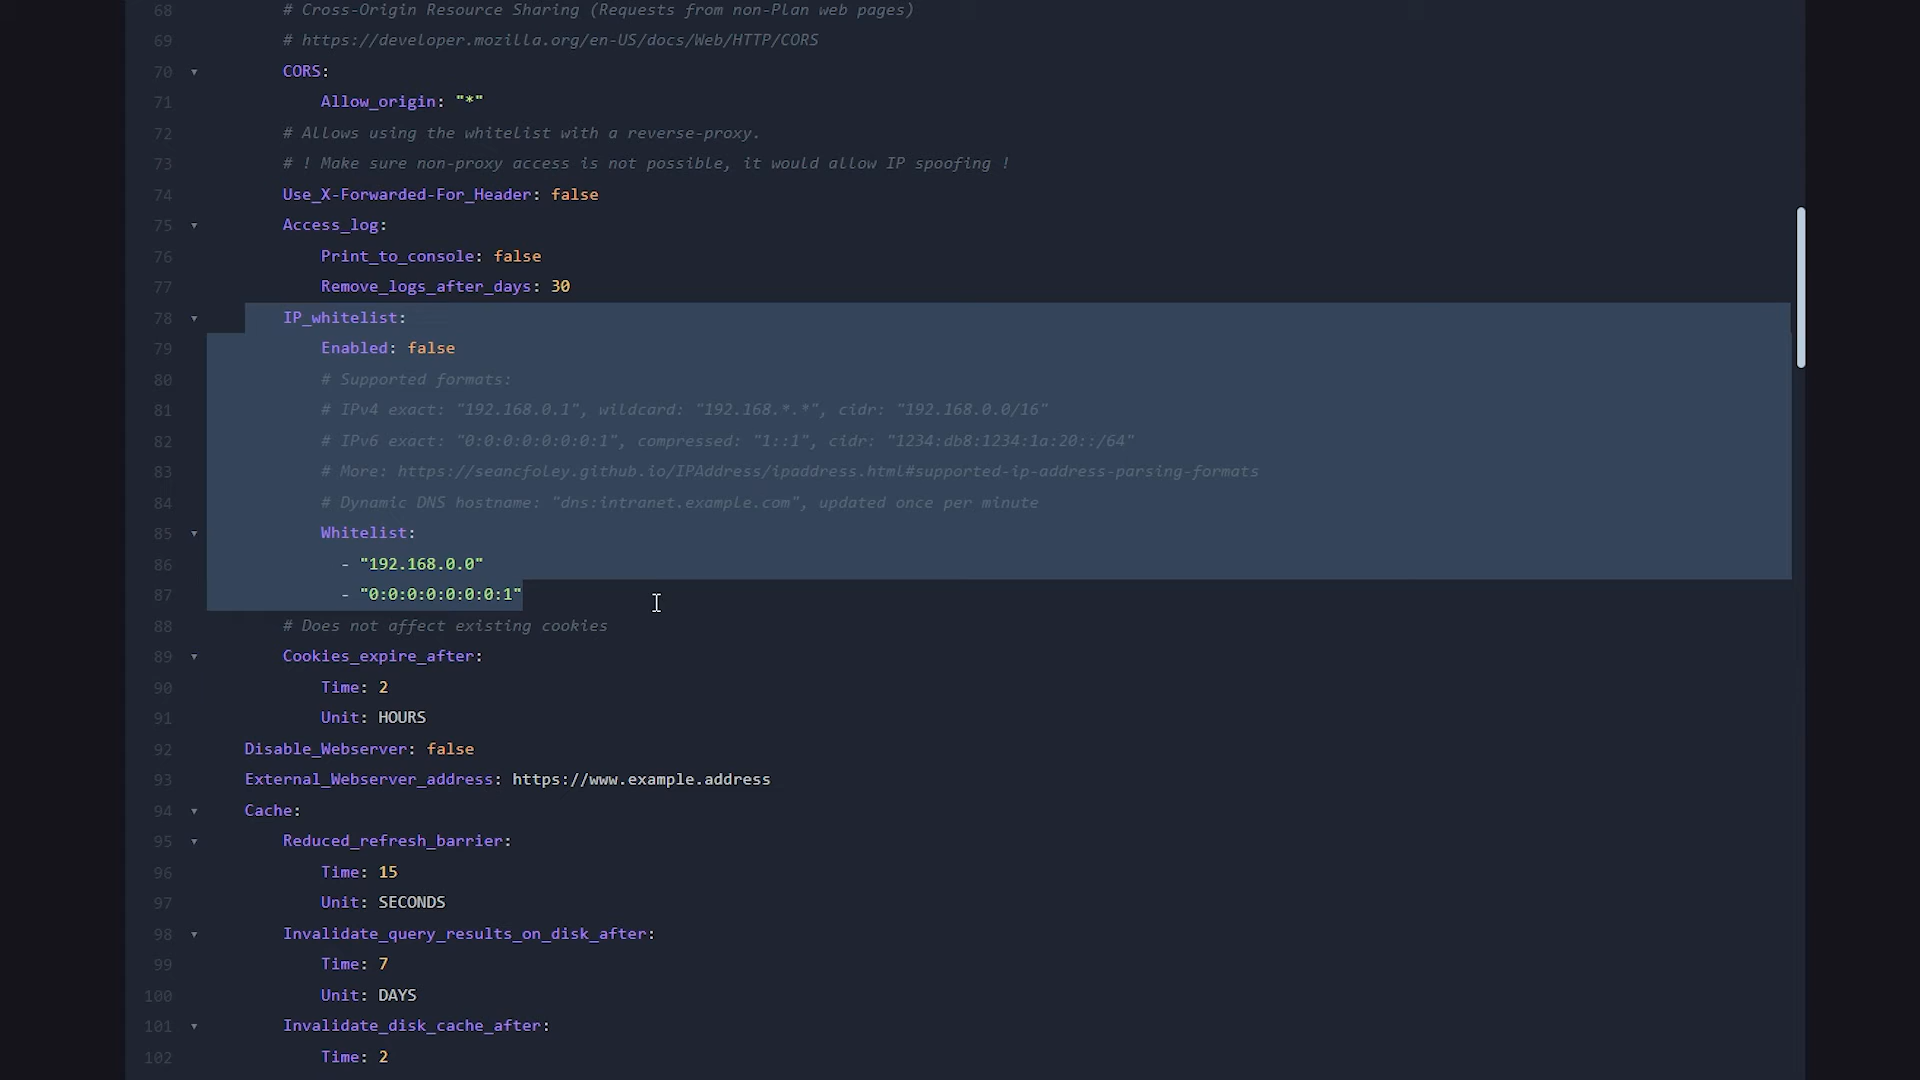 68 # Cross-Origin Resource Sharing (Requests from non-Plan web pages)
69 # https://developer.mozilla.org/en-US/docs/Web/HTTP/CORS
70 CORS:
71 Allow_origin: "*"
72 # Allows using the whitelist with a reverse-proxy.
73 # ! Make sure non-proxy access is not possible, it would allow IP spoofing !
74 Use_X-Forwarded-For_Header: false
75 Access_log:
76 Print_to_console: false
77 Remove_logs_after_days: 30
78 IP_whitelist:
79 Enabled: false
80 # Supported formats:
81 # IPv4 exact: "192.168.0.1", wildcard: "192.168.*.*", cidr: "192.168.0.0/16"
82 # IPv6 exact: "0:0:0:0:0:0:0:1", compressed: "1::1", cidr: "1234:db8:1234:1a:20::/64"
83 # More: https://seancfoley.github.io/IPAddress/ipaddress.html#supported-ip-address-parsing-formats
84 # Dynamic DNS hostname: "dns:intranet.example.com", updated once per minute
85 Whitelist:
86 - "192.168.0.0"
87 - "0:0:0:0:0:0:0:1"
88 # Does not affect existing cookies
89 Cookies_expire_after:
90 Time: 2
91 Unit: HOURS
92 Disable_Webserver: false
93 External_Webserver_address: https://www.example.address
94 Cache:
95 Reduced_refresh_barrier:
96 Time: 15
97 Unit: SECONDS
98 Invalidate_query_results_on_disk_after:
99 Time: 7
100 Unit: DAYS
101 Invalidate_disk_cache_after:
102 Time: 2